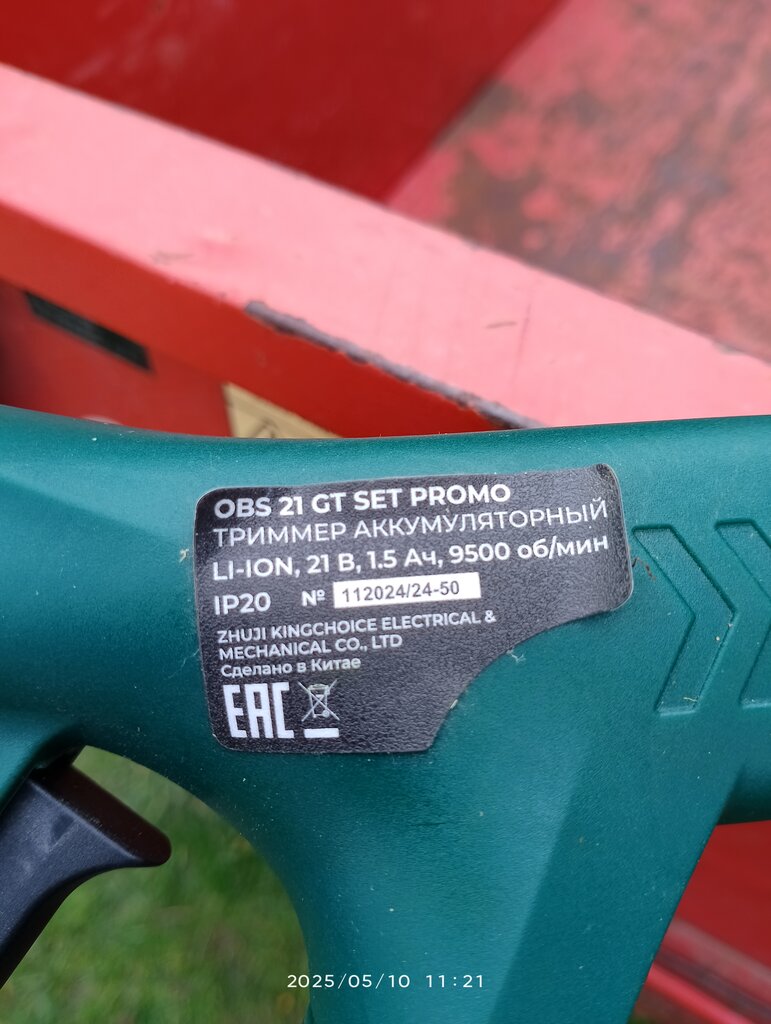 OBS 21 GT SET PROMO
ТРИММЕР АККУМУЛЯТОРНЫЙ
LI-ION, 21 В, 1.5 Ач, 9500 об/мин
IP20 № 112024/24-50
ZHUJI KINGCHOICE ELECTRICAL &
MECHANICAL CO., LTD
Сделано в Китае
EAC
2025/05/10 11:21